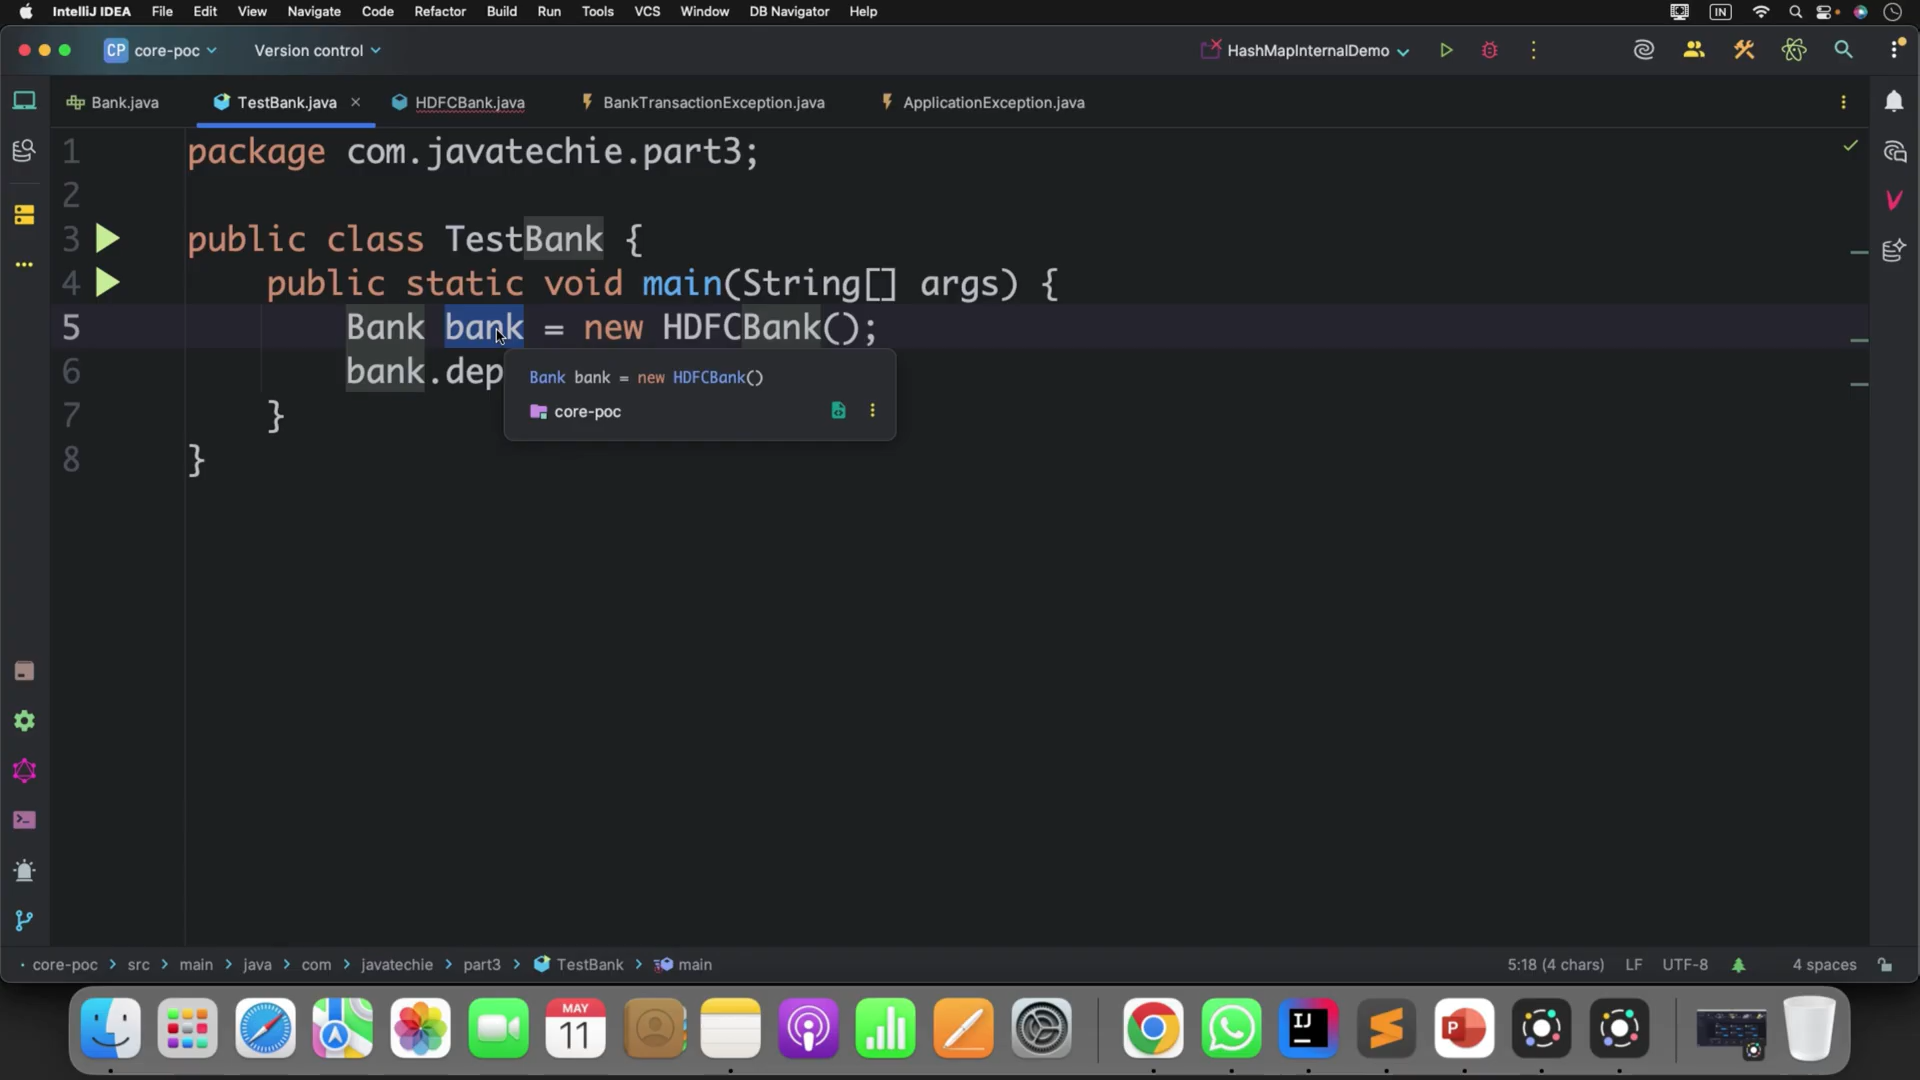 IntelliJ IDEA File Edit View Navigate Code Refactor Build Run Tools VCS Window DB Navigator Help IN
CP core-poc Version control HashMapInternalDemo
Bank.java TestBank.java HDFCBank.java BankTransactionException.java ApplicationException.java
1 package com.javatechie.part3;
2
3 public class TestBank {
4 public static void main(String[] args) {
5 Bank bank = new HDFCBank();
6 bank.dep
Bank bank = new HDFCBank()
core-poc
7 }
8 }
core-poc > src > main > java > com > javatechie > part3 > TestBank > main 5:18 (4 chars) LF UTF-8 4 spaces
MAY
11
IJ
P